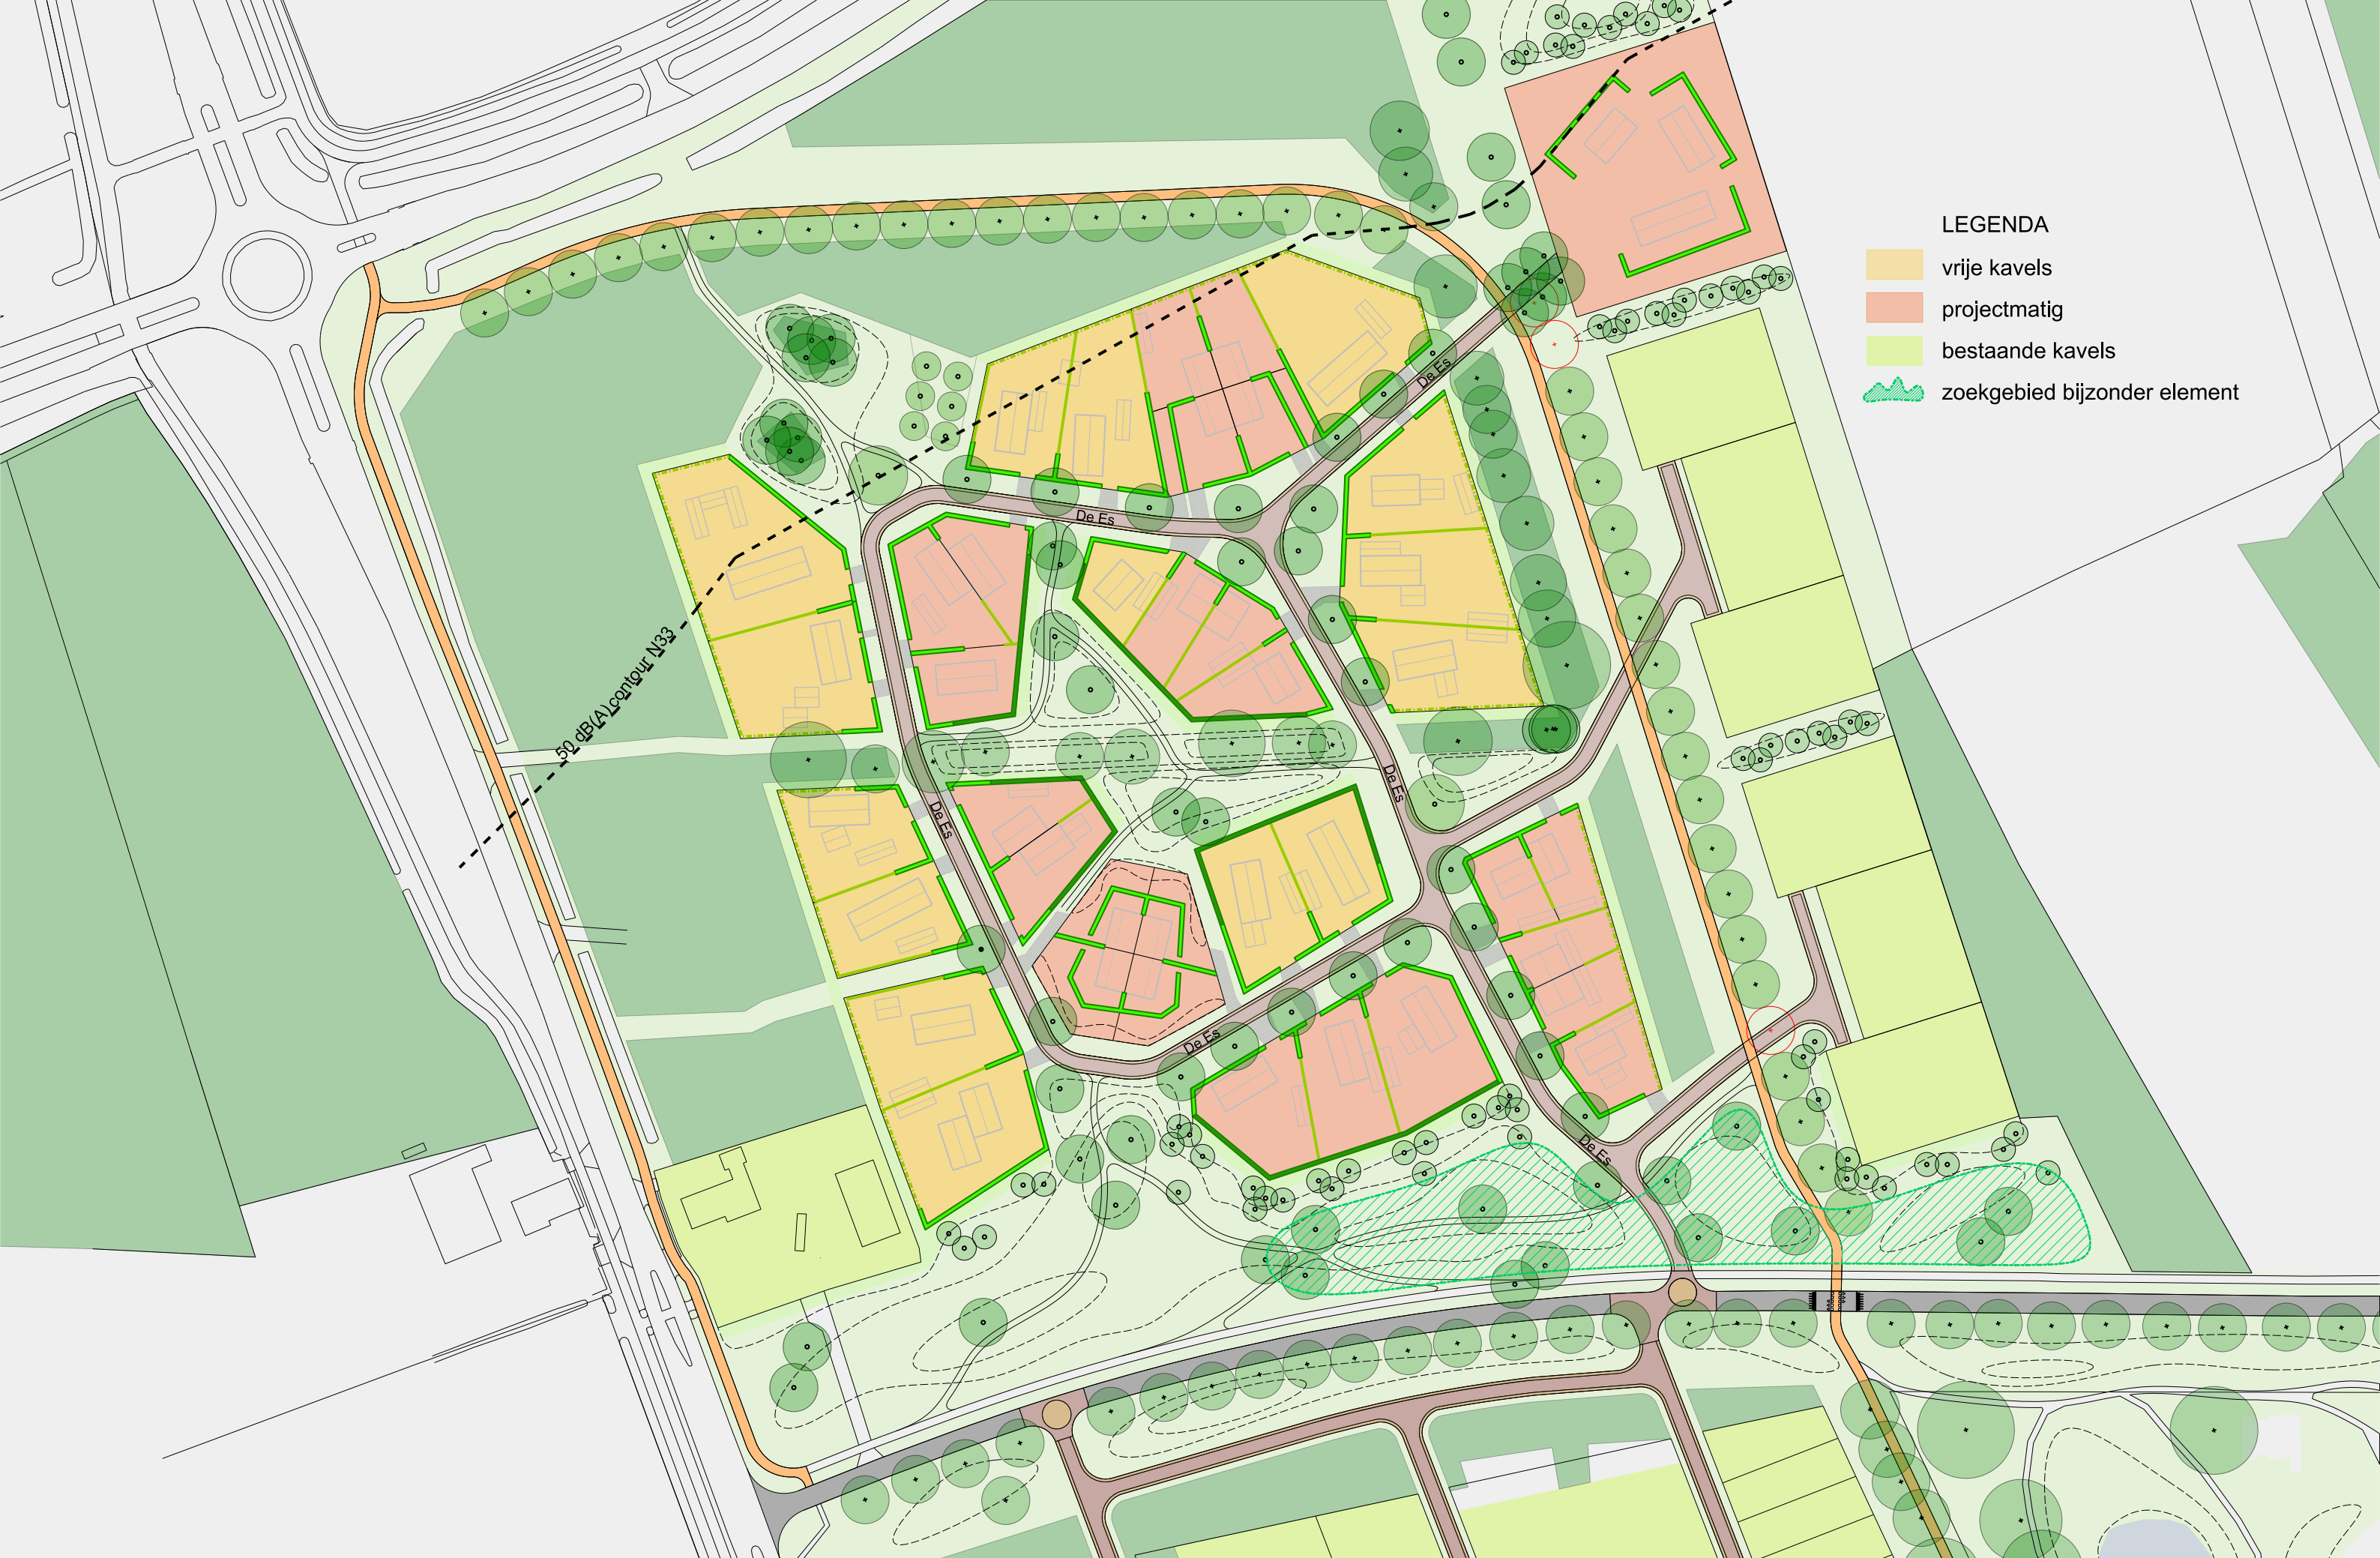 LEGENDA
vrije kavels
projectmatig
bestaande kavels
zoekgebied bijzonder element
De Es
De Es
50 dB(A)contour N33
De Es
De Es
De Es
De Es